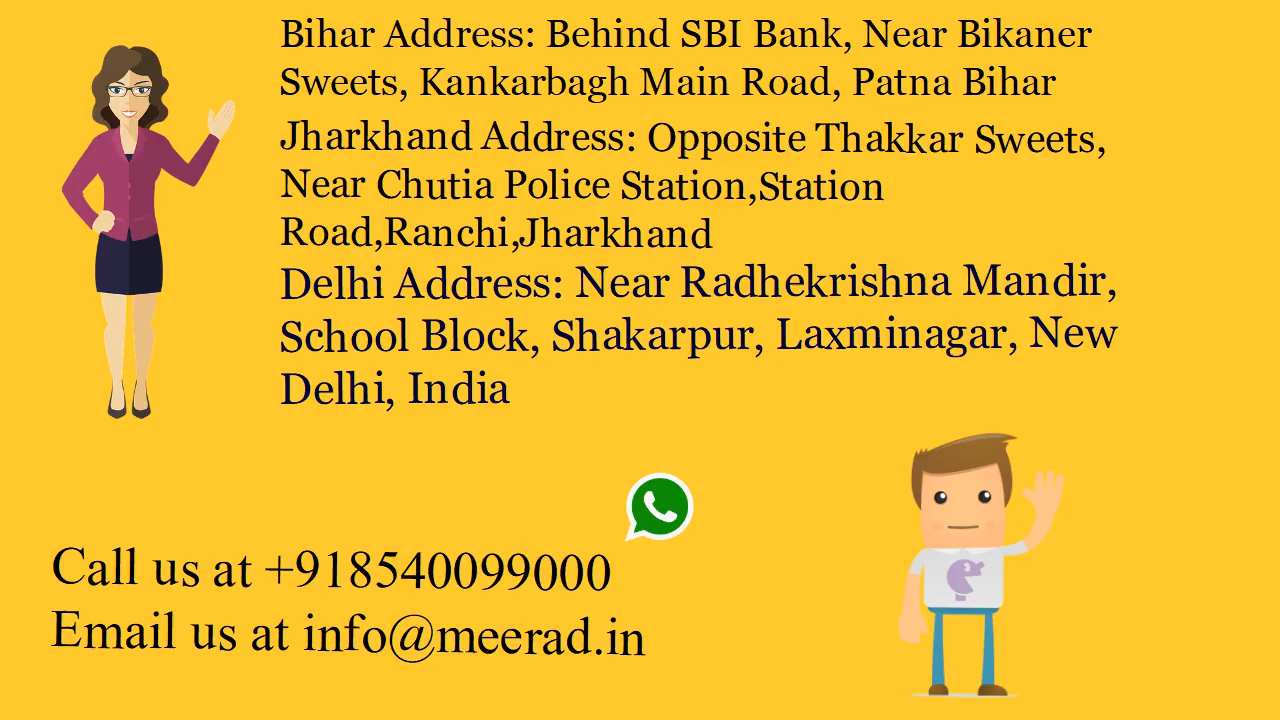 Bihar Address: Behind SBI Bank, Near Bikaner
Sweets, Kankarbagh Main Road, Patna Bihar
Jharkhand Address: Opposite Thakkar Sweets,
Near Chutia Police Station,Station
Road,Ranchi,Jharkhand
Delhi Address: Near Radhekrishna Mandir,
School Block, Shakarpur, Laxminagar, New
Delhi, India
Call us at +918540099000
Email us at info@meerad.in